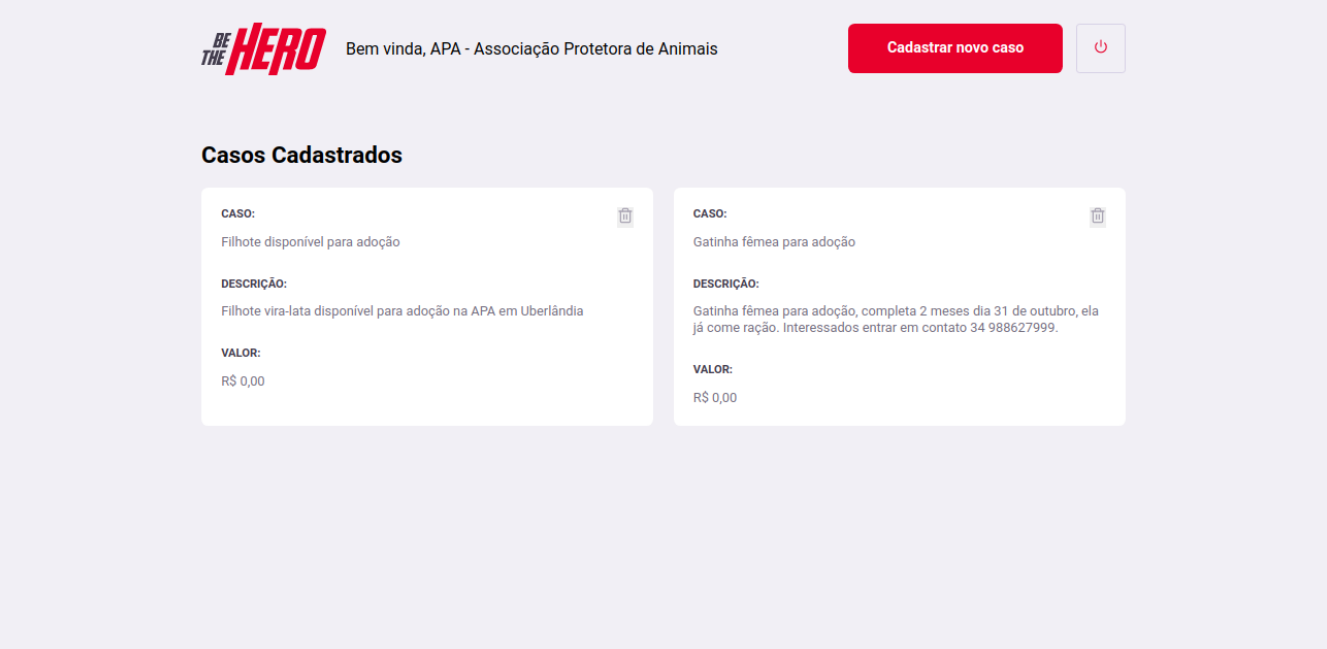 BE THE HERO
Bem vinda, APA - Associação Protetora de Animais
Cadastrar novo caso
Casos Cadastrados
CASO:
Filhote disponível para adoção
DESCRIÇÃO:
Filhote vira-lata disponível para adoção na APA em Uberlândia
VALOR:
R$ 0,00
CASO:
Gatinha fêmea para adoção
DESCRIÇÃO:
Gatinha fêmea para adoção, completa 2 meses dia 31 de outubro, ela
já come ração. Interessados entrar em contato 34 988627999.
VALOR:
R$ 0,00